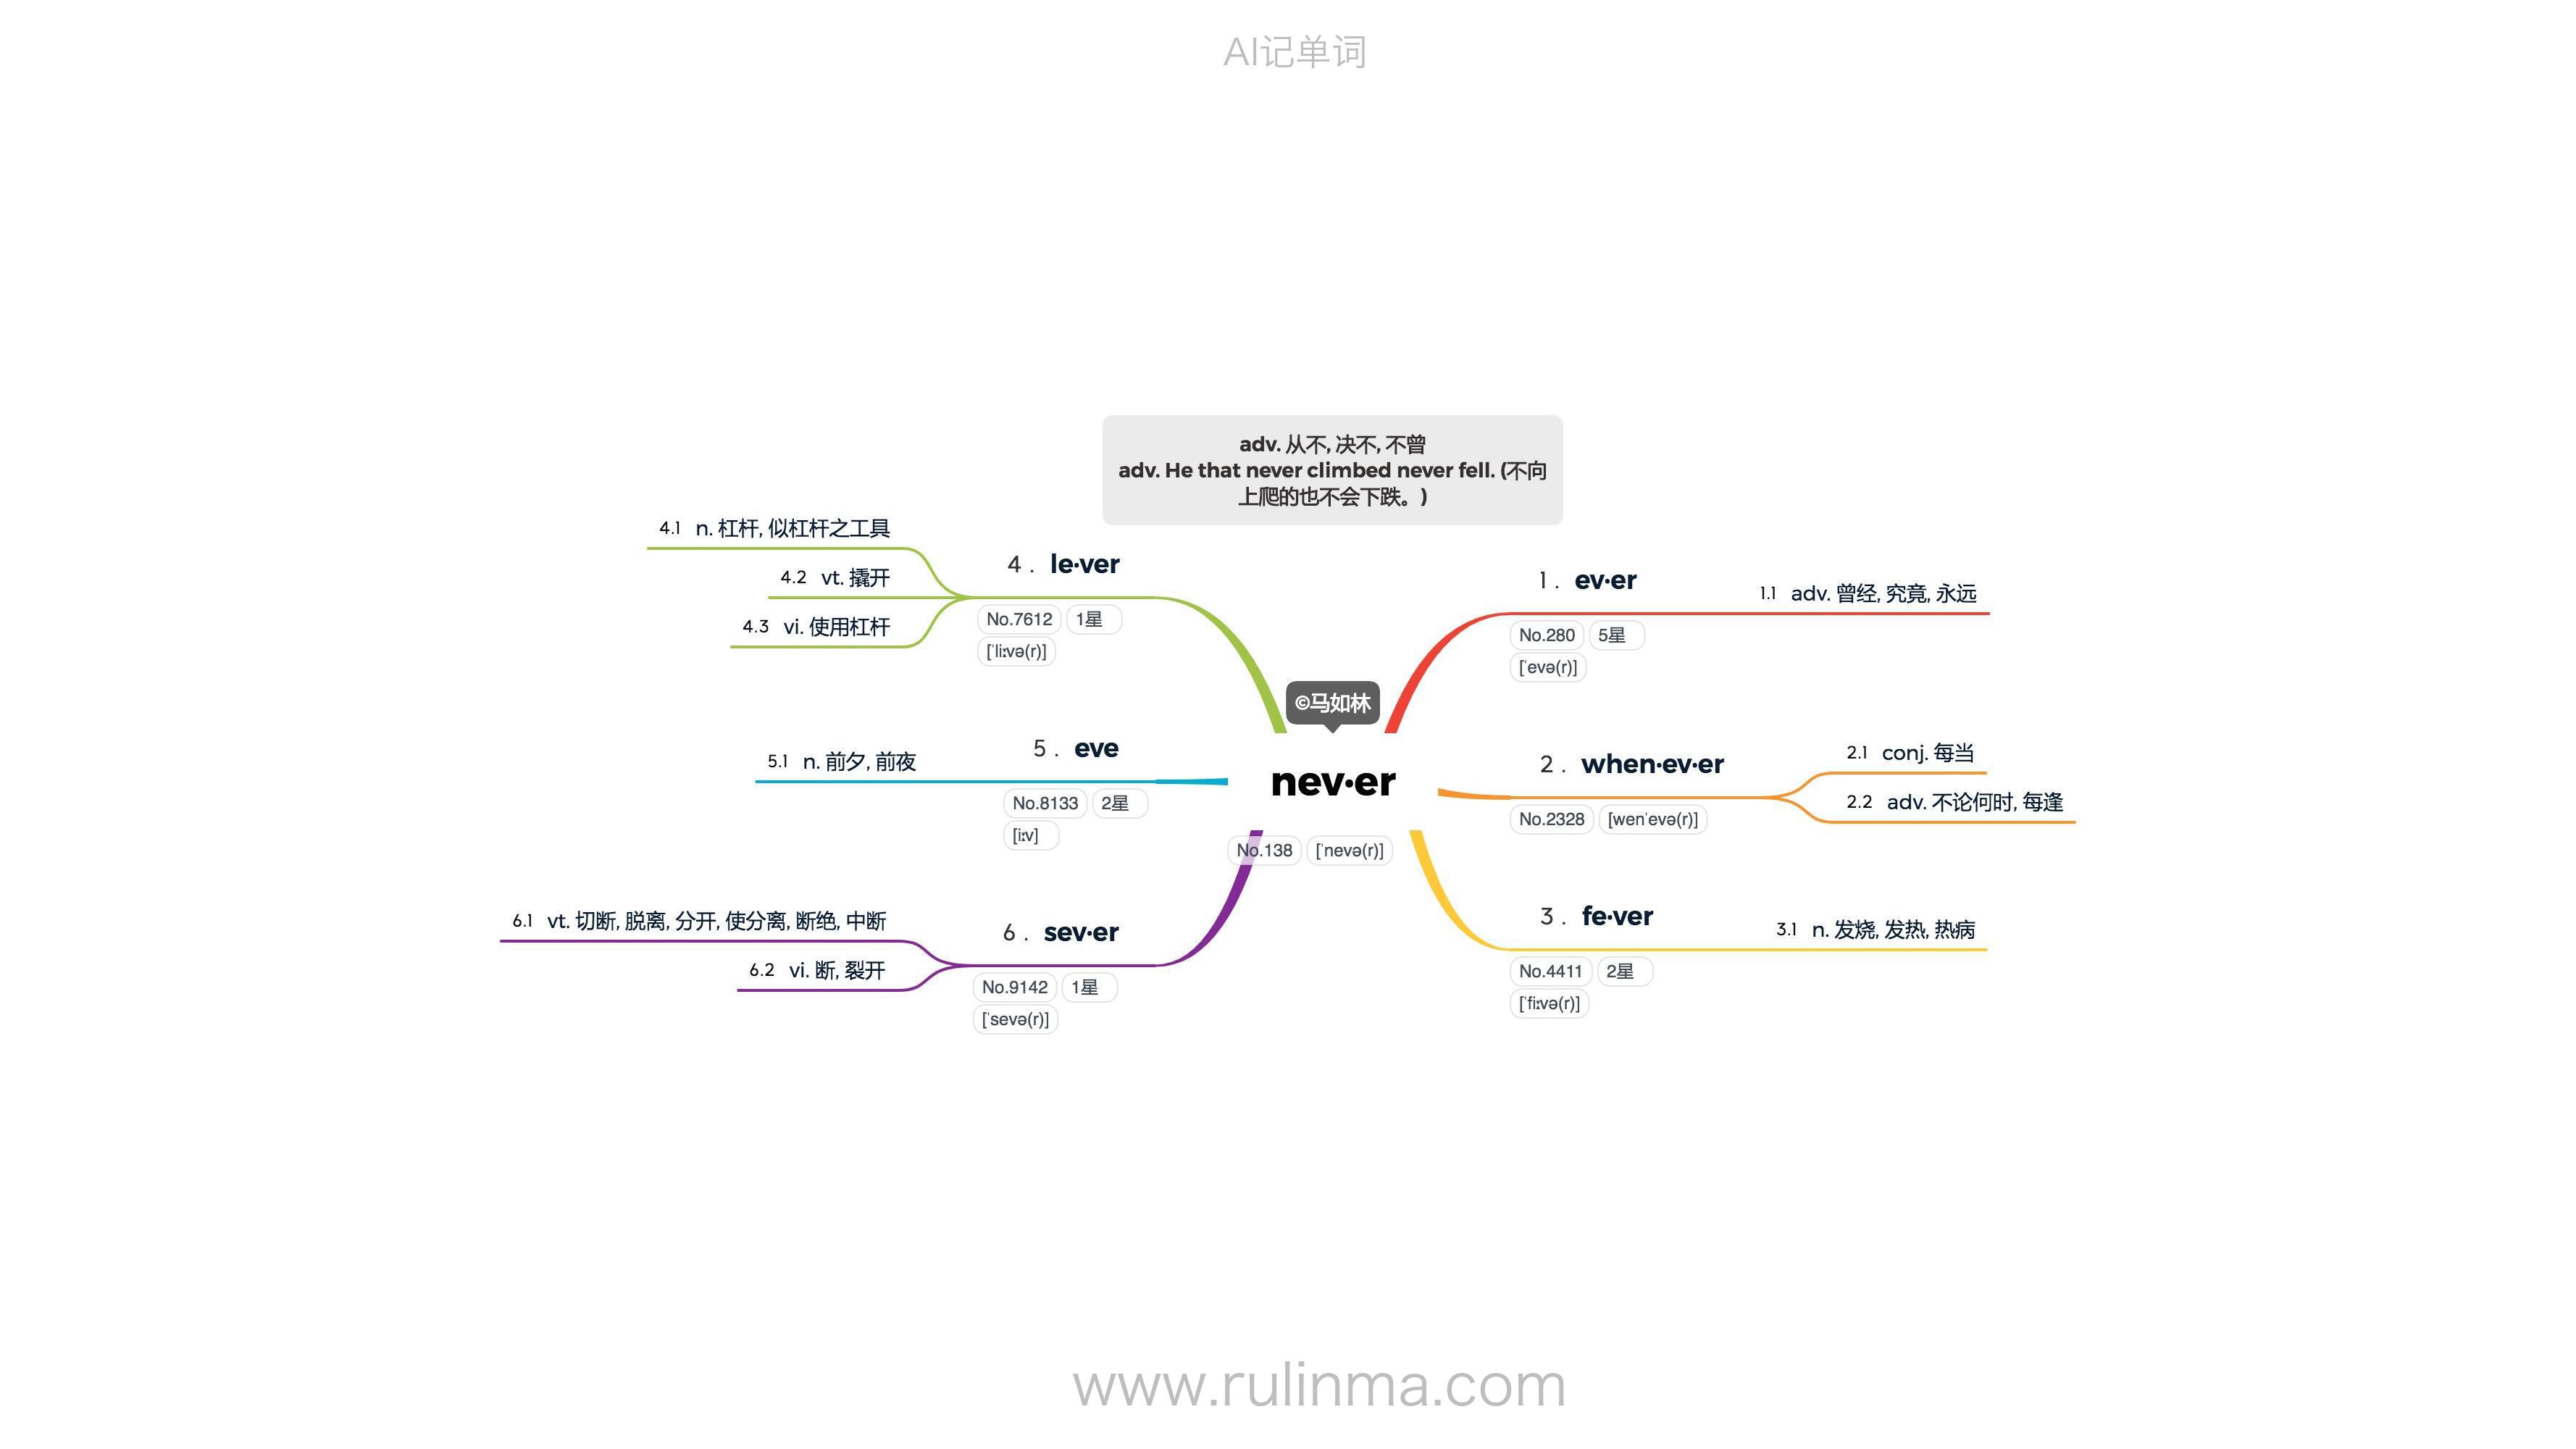 AI记单词
adv. 从不, 决不, 不曾
adv. He that never climbed never fell. (不向
上爬的也不会下跌。)
©马如林
nev·er
No.138 ['nevə(r)]
1 . ev·er
No.280 5星
['evə(r)]
1.1 adv. 曾经, 究竟, 永远
2 . when·ev·er
No.2328 [wen'evə(r)]
2.1 conj. 每当
2.2 adv. 不论何时, 每逢
3 . fe·ver
No.4411 2星
['fiːvə(r)]
3.1 n. 发烧, 发热, 热病
4 . le·ver
No.7612 1星
['liːvə(r)]
4.1 n. 杠杆, 似杠杆之工具
4.2 vt. 撬开
4.3 vi. 使用杠杆
5 . eve
No.8133 2星
[iːv]
5.1 n. 前夕, 前夜
6 . sev·er
No.9142 1星
['sevə(r)]
6.1 vt. 切断, 脱离, 分开, 使分离, 断绝, 中断
6.2 vi. 断, 裂开
www.rulinma.com